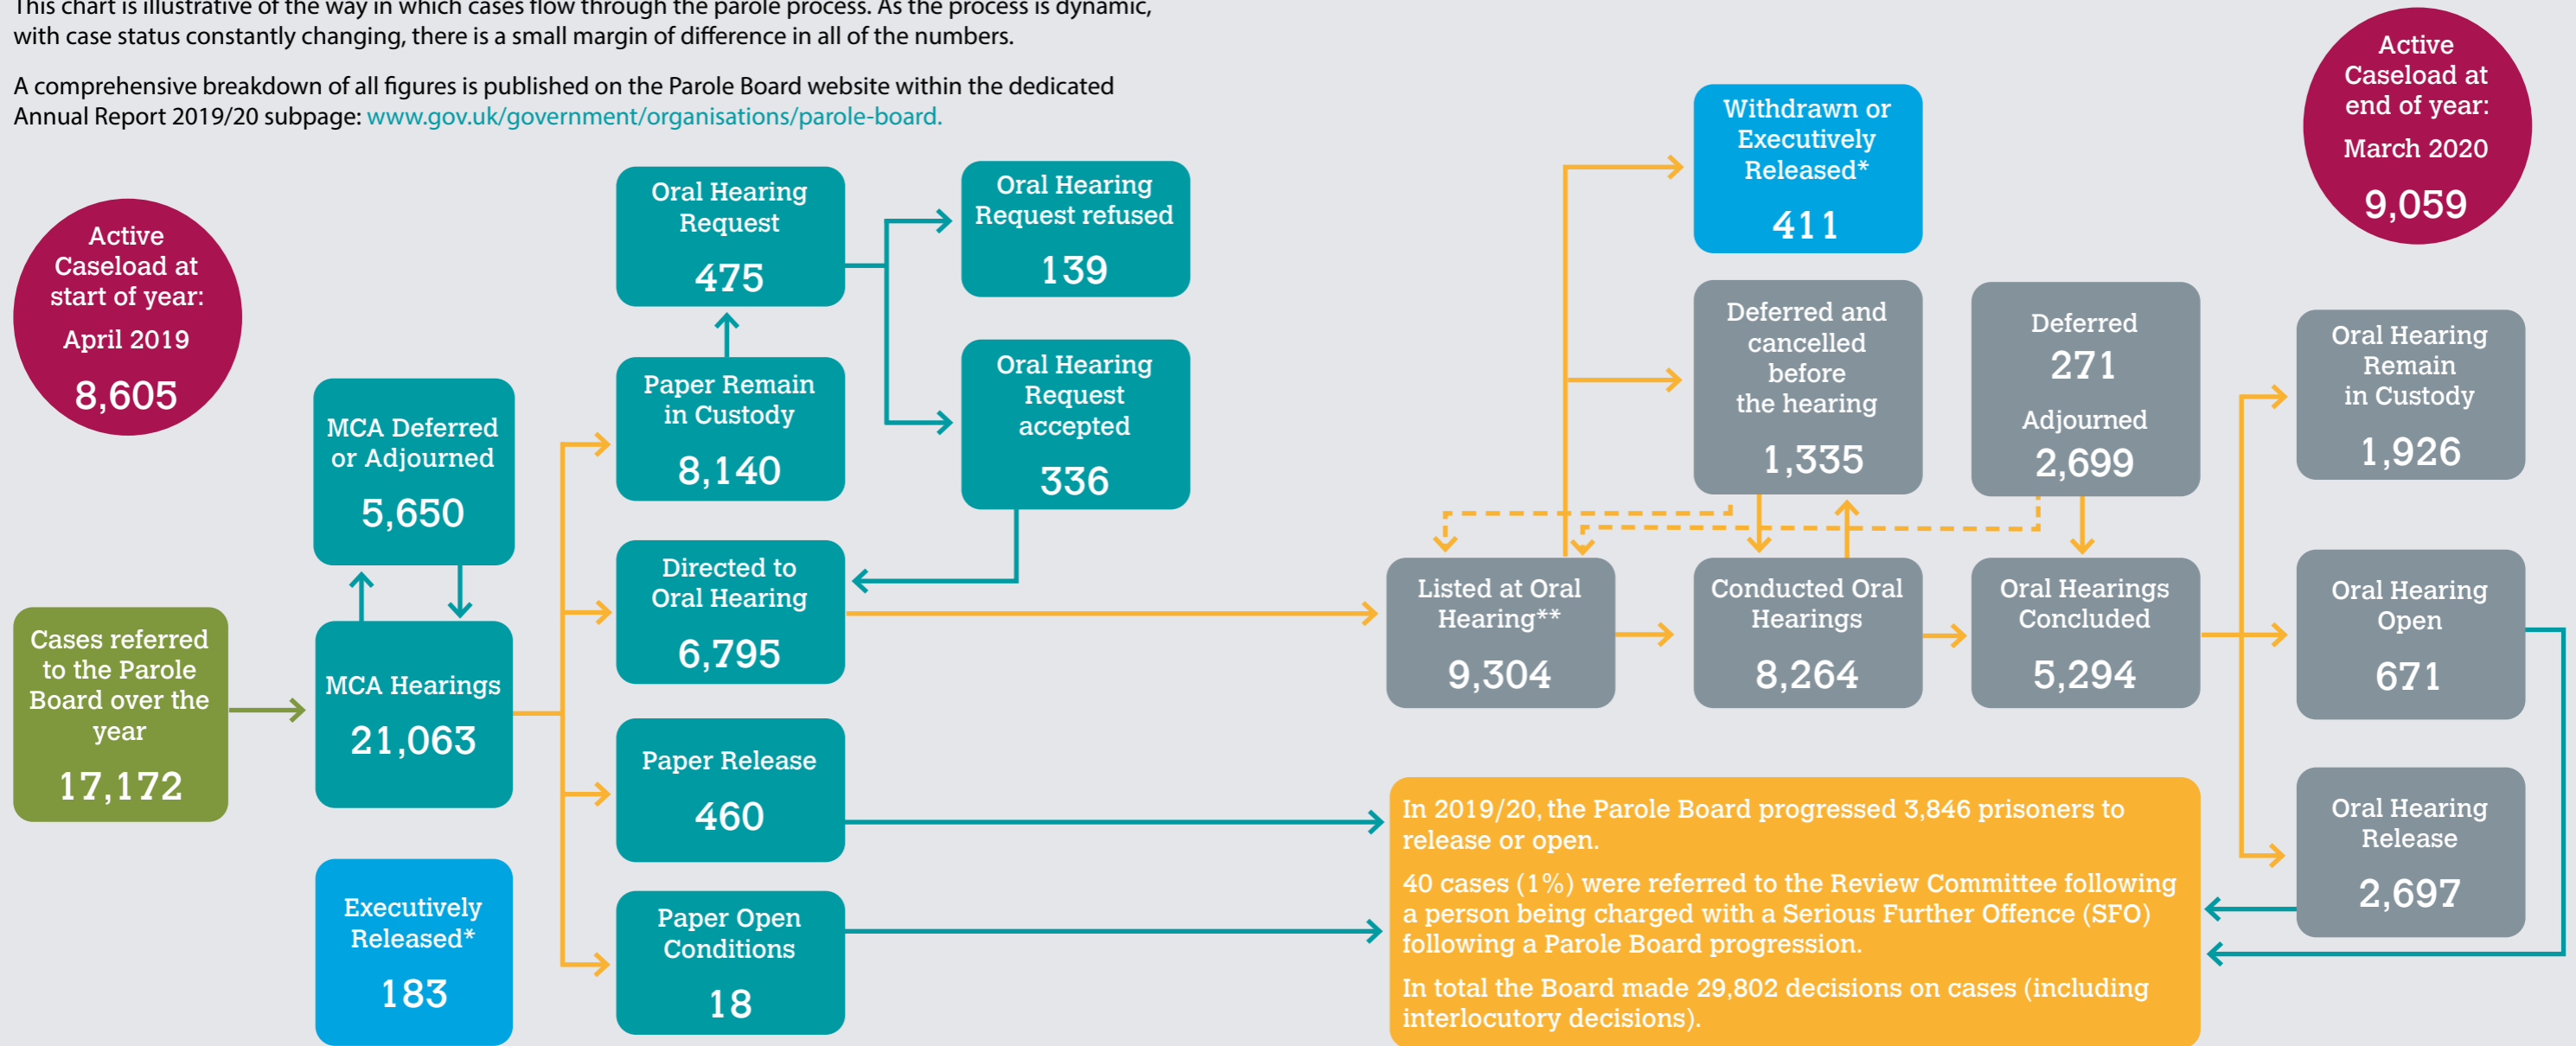 This chart is illustrative of the way in which cases flow through the parole process. As the process is dynamic,
with case status constantly changing, there is a small margin of difference in all of the numbers.
A comprehensive breakdown of all figures is published on the Parole Board website within the dedicated
Annual Report 2019/20 subpage: www.gov.uk/government/organisations/parole-board.
Active
Caseload at
start of year:
April 2019
8,605
Cases referred
to the Parole
Board over the
year
17,172
MCA Deferred
or Adjourned
5,650
MCA Hearings
21,063
Executively
Released*
183
Oral Hearing
Request
475
Paper Remain
in Custody
8,140
Directed to
Oral Hearing
6,795
Paper Release
460
Paper Open
Conditions
18
Oral Hearing
Request refused
139
Oral Hearing
Request
accepted
336
Listed at Oral
Hearing**
9,304
Withdrawn or
Executively
Released*
411
Deferred and
cancelled
before
the hearing
1,335
Conducted Oral
Hearings
8,264
Deferred
271
Adjourned
2,699
Oral Hearings
Concluded
5,294
Active
Caseload at
end of year:
March 2020
9,059
Oral Hearing
Remain
in Custody
1,926
Oral Hearing
Open
671
Oral Hearing
Release
2,697
In 2019/20, the Parole Board progressed 3,846 prisoners to
release or open.
40 cases (1%) were referred to the Review Committee following
a person being charged with a Serious Further Offence (SFO)
following a Parole Board progression.
In total the Board made 29,802 decisions on cases (including
interlocutory decisions).